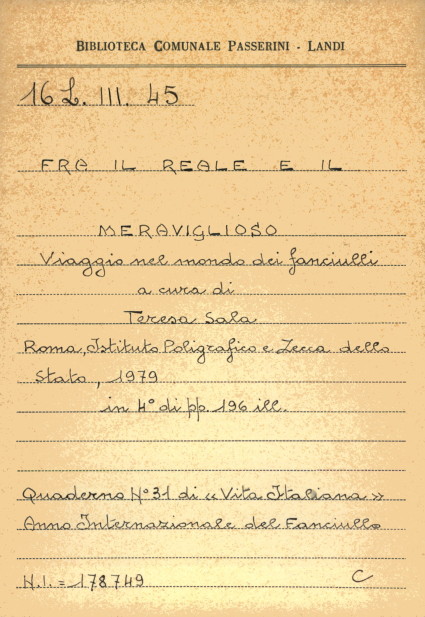 BIBLIOTECA COMUNALE PASSERINI - LANDI
16 L. III. 45
FRA IL REALE E IL
MERAVIGLIOSO
Viaggio nel mondo dei fanciulli
a cura di
Teresa Sala
Roma, Istituto Poligrafico e Zecca dello
Stato, 1979
in 4° di pp. 196 ill.
Quaderno N° 31 di «Vita Italiana»
Anno Internazionale del Fanciullo
N.I. = 178749 C